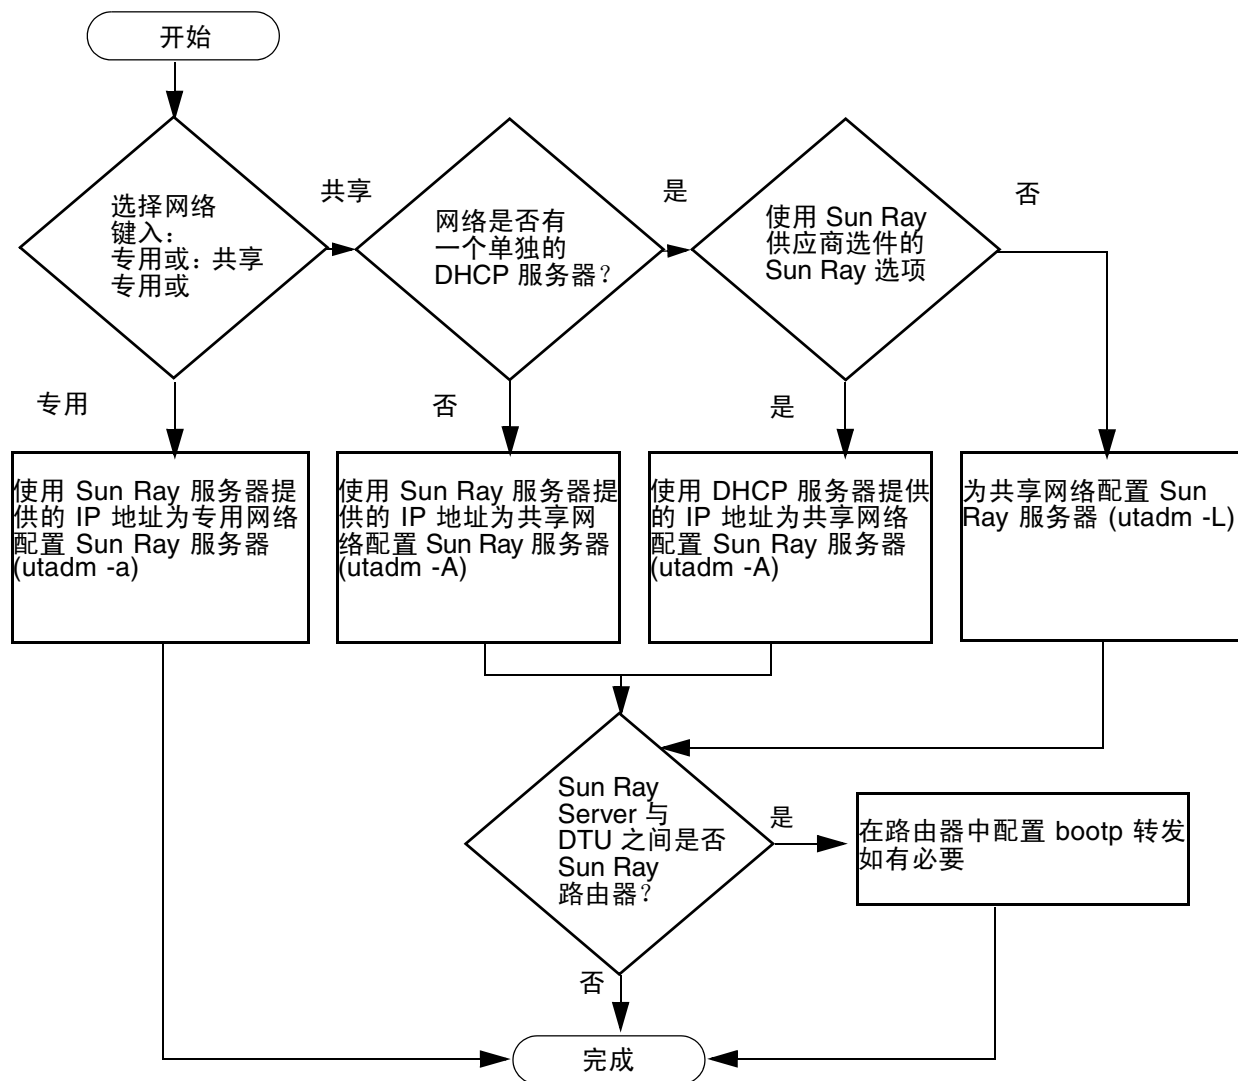 开始
共享
是
否
选择网络
键入：
专用或：共享
专用或
网络是否有
一个单独的
DHCP 服务器？
使用 Sun Ray
供应商选件的
Sun Ray 选项
专用
否
是
使用 Sun Ray 服务器提
供的 IP 地址为专用网络
配置 Sun Ray 服务器
(utadm -a)
使用 Sun Ray 服务器提
供的 IP 地址为共享网
络配置 Sun Ray 服务器
(utadm -A)
使用 DHCP 服务器提供
的 IP 地址为共享网络
配置 Sun Ray 服务器
(utadm -A)
为共享网络配置 Sun
Ray 服务器 (utadm -L)
Sun Ray
Server 与
DTU 之间是否
Sun Ray
路由器？
是
在路由器中配置 bootp 转发
如有必要
否
完成